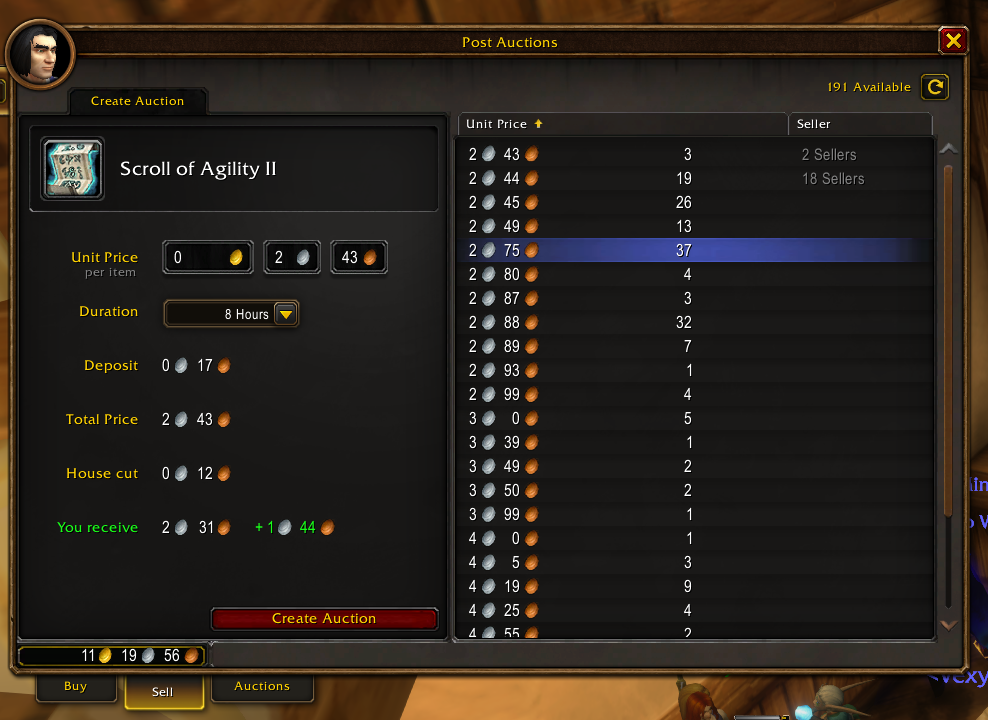 Post Auctions
191 Available
Create Auction
Unit Price Seller
Scroll of Agility II
2 43 3 2 Sellers
2 44 19 18 Sellers
2 45 26
2 49 13
2 75 37
2 80 4
2 87 3
2 88 32
2 89 7
2 93 1
2 99 4
3 0 5
3 39 1
3 49 2
3 50 2
3 99 1
4 0 1
4 5 3
4 19 9
4 25 4
4 55 2
Unit Price 0 2 43
per item
Duration 8 Hours
Deposit 0 17
Total Price 2 43
House cut 0 12
You receive 2 31 + 1 44
Create Auction
11 19 56
Buy Sell Auctions